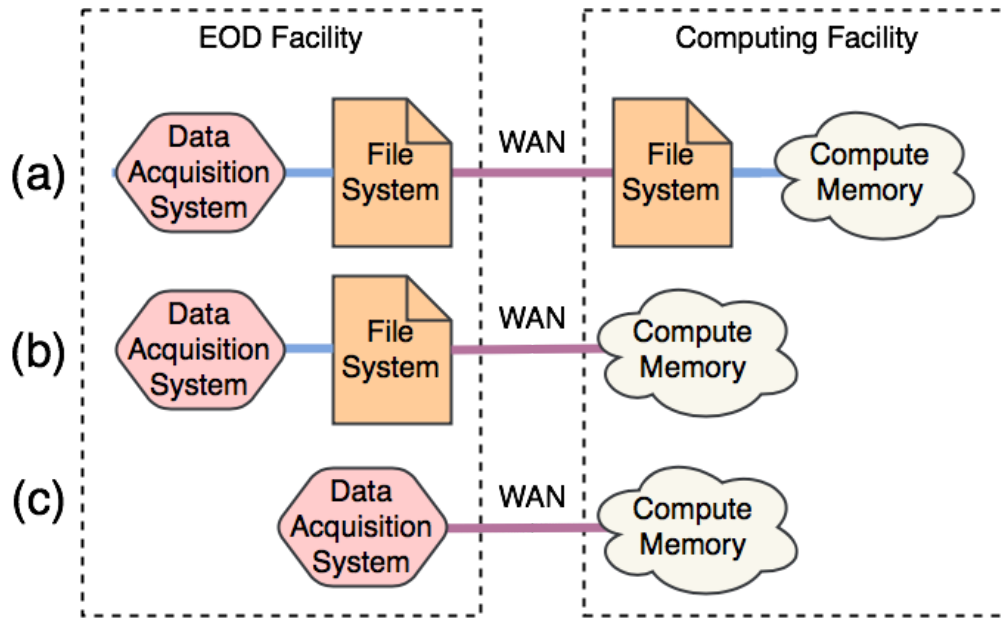 EOD Facility
Computing Facility
(a)
Data
Acquisition
System
File
System
WAN
File
System
Compute
Memory
(b)
Data
Acquisition
System
File
System
WAN
Compute
Memory
(c)
Data
Acquisition
System
WAN
Compute
Memory